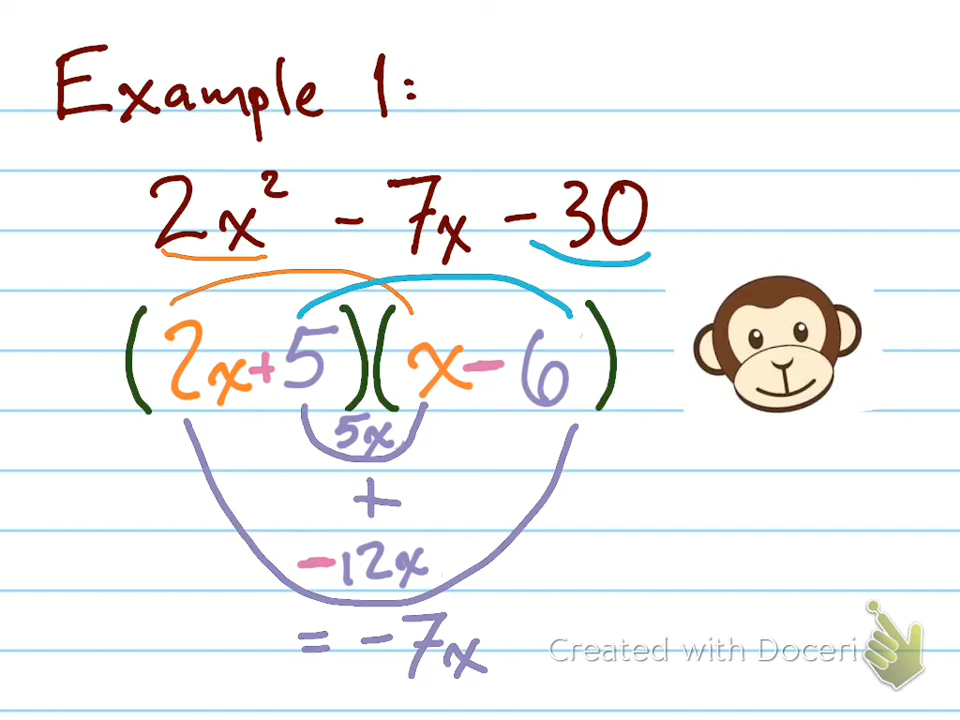 Example 1:
2x² - 7x - 30
(2x+5)(x-6)
5x
+
-12x
= -7x
Created with Doceri